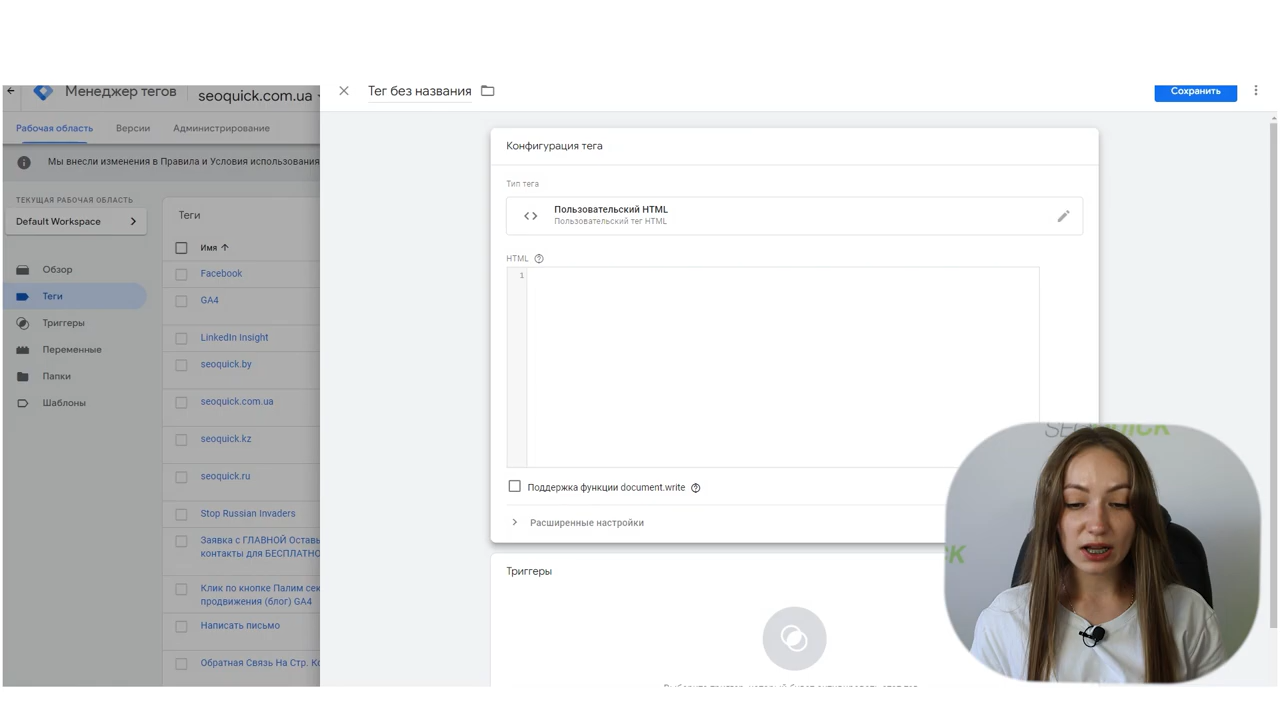 Менеджер тегов
seoquick.com.ua
Тег без названия
Сохранить
Рабочая область
Версии
Администрирование
Мы внесли изменения в Правила и Условия использования
ТЕКУЩАЯ РАБОЧАЯ ОБЛАСТЬ
Default Workspace
Обзор
Теги
Триггеры
Переменные
Папки
Шаблоны
Теги
Имя
Facebook
GA4
LinkedIn Insight
seoquick.by
seoquick.com.ua
seoquick.kz
seoquick.ru
Stop Russian Invaders
Заявка с ГЛАВНОЙ Оставь
контакты для БЕСПЛАТНО
Клик по кнопке Палим сек
продвижения (блог) GA4
Написать письмо
Обратная Связь На Стр. Ко
Конфигурация тега
Тип тега
Пользовательский HTML
Пользовательский тег HTML
HTML
1
Поддержка функции document.write
Расширенные настройки
Триггеры